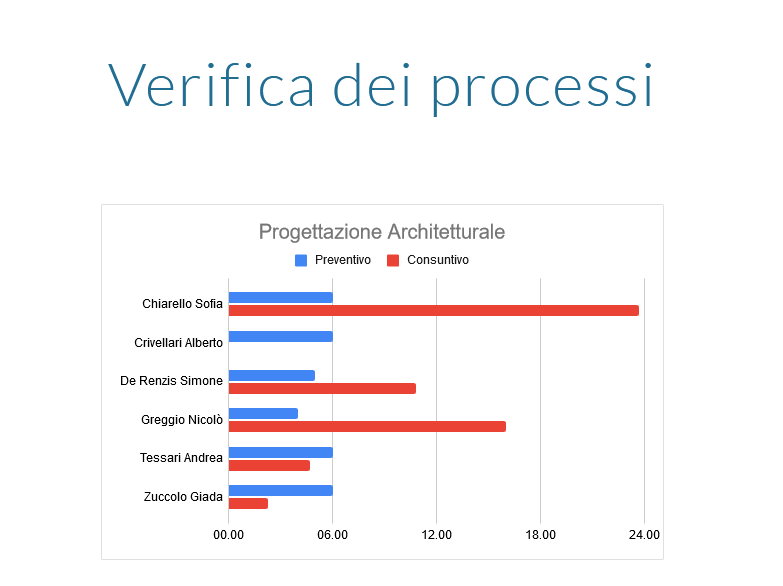 Verifica dei processi
Progettazione Architetturale
Preventivo Consuntivo
Chiarello Sofia
Crivellari Alberto
De Renzis Simone
Greggio Nicolò
Tessari Andrea
Zuccolo Giada
00.00 06.00 12.00 18.00 24.00